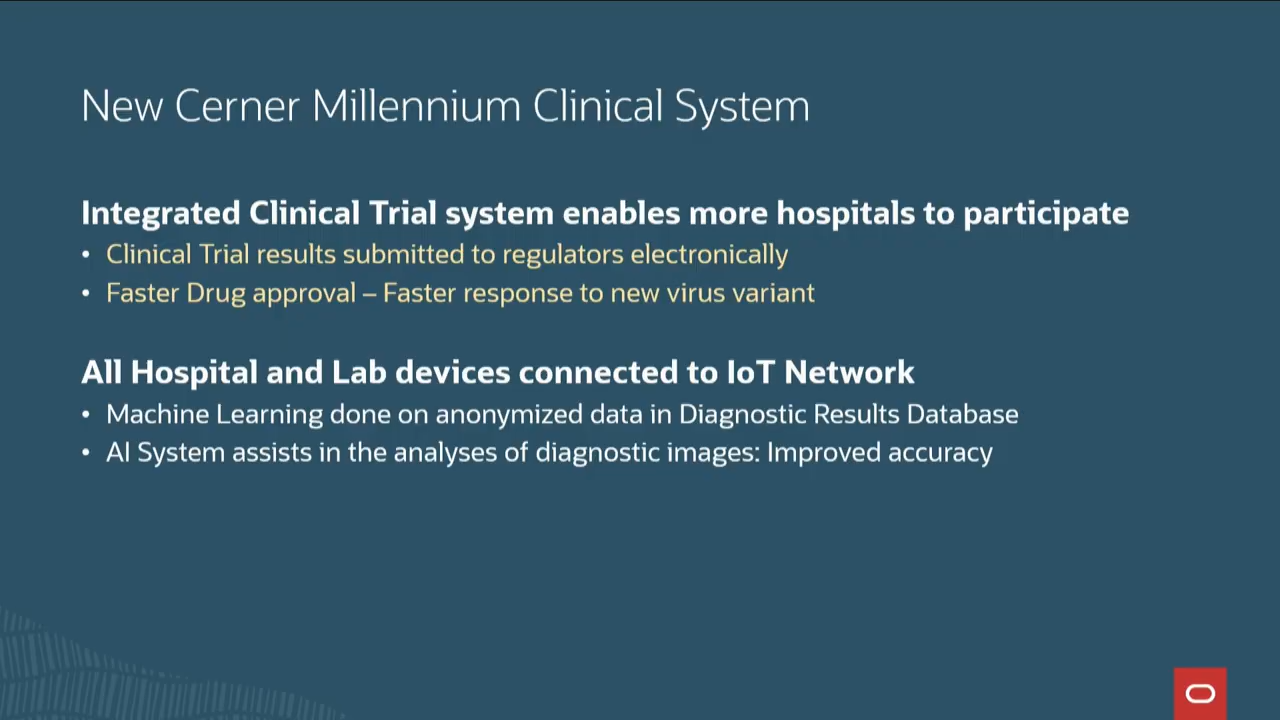 New Cerner Millennium Clinical System
Integrated Clinical Trial system enables more hospitals to participate
• Clinical Trial results submitted to regulators electronically
• Faster Drug approval – Faster response to new virus variant
All Hospital and Lab devices connected to IoT Network
• Machine Learning done on anonymized data in Diagnostic Results Database
• AI System assists in the analyses of diagnostic images: Improved accuracy